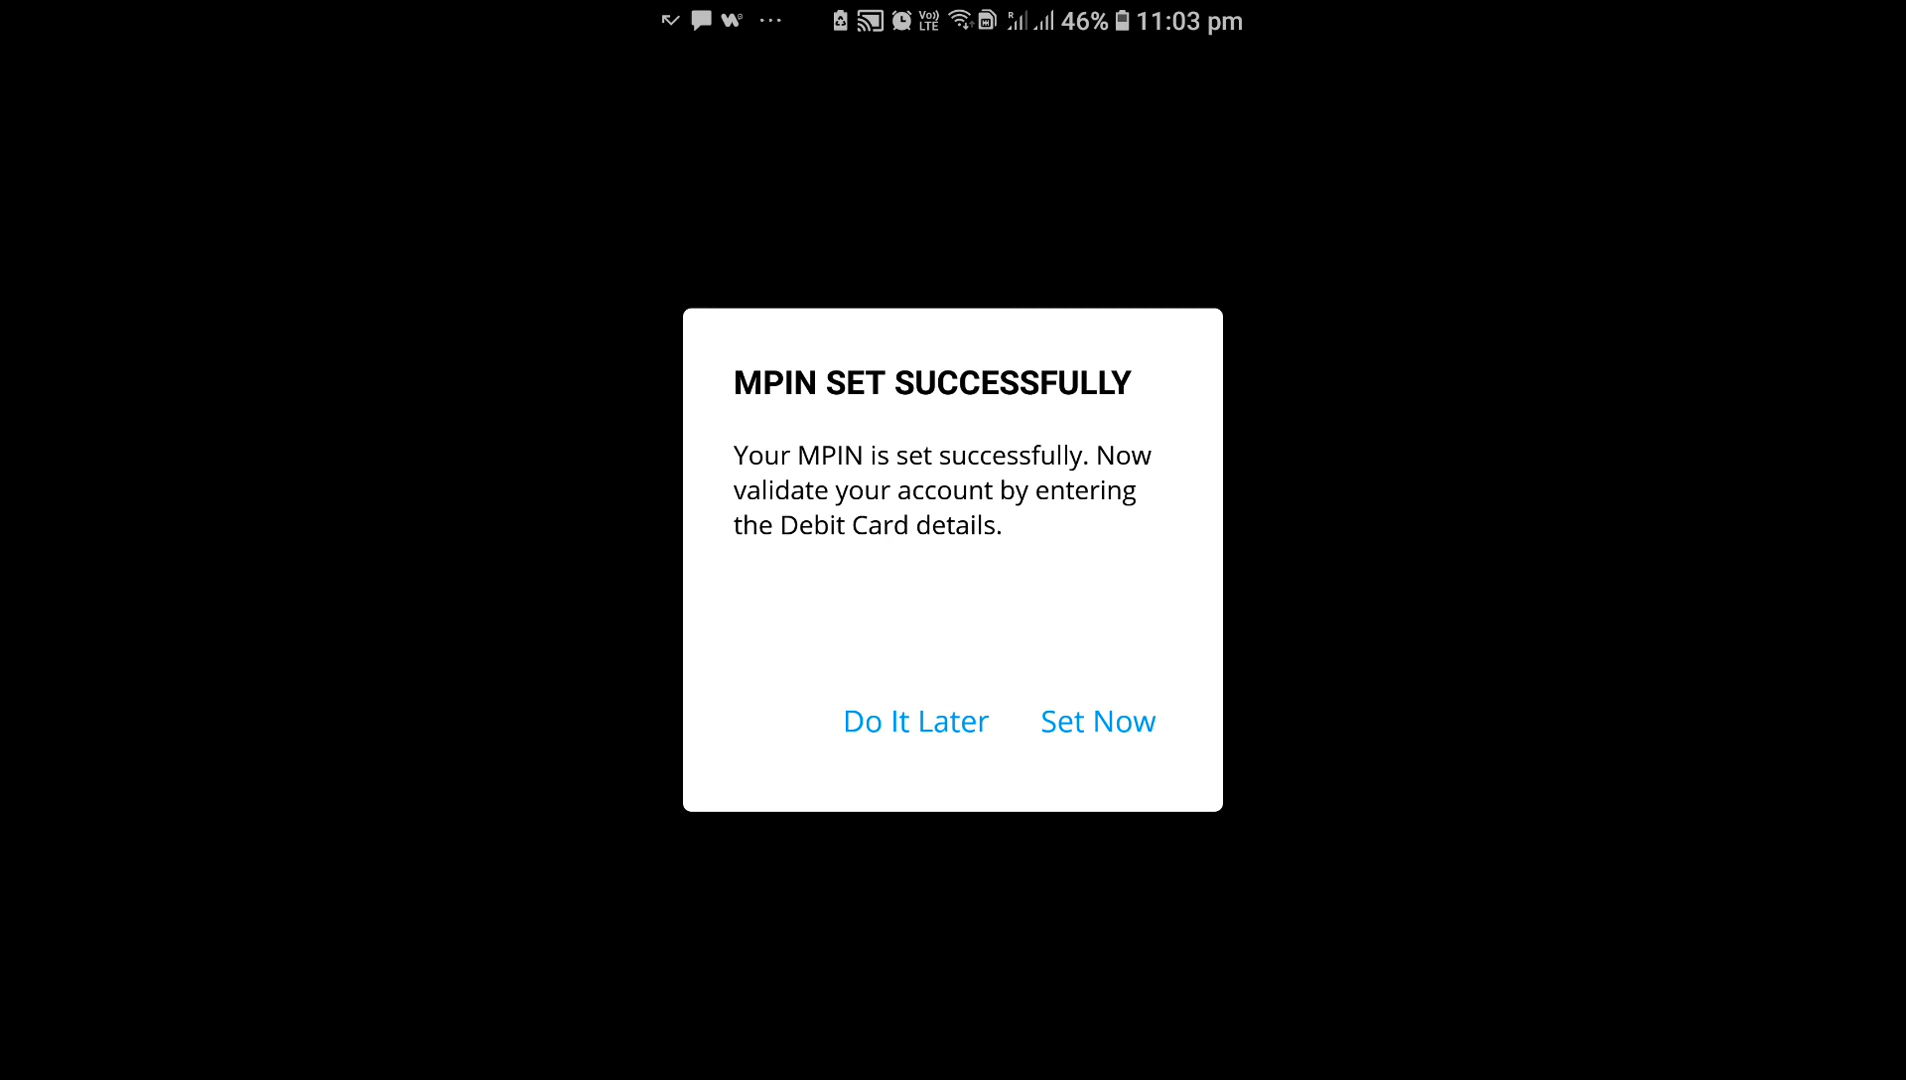 46% 11:03 pm
MPIN SET SUCCESSFULLY
Your MPIN is set successfully. Now
validate your account by entering
the Debit Card details.
Do It Later Set Now